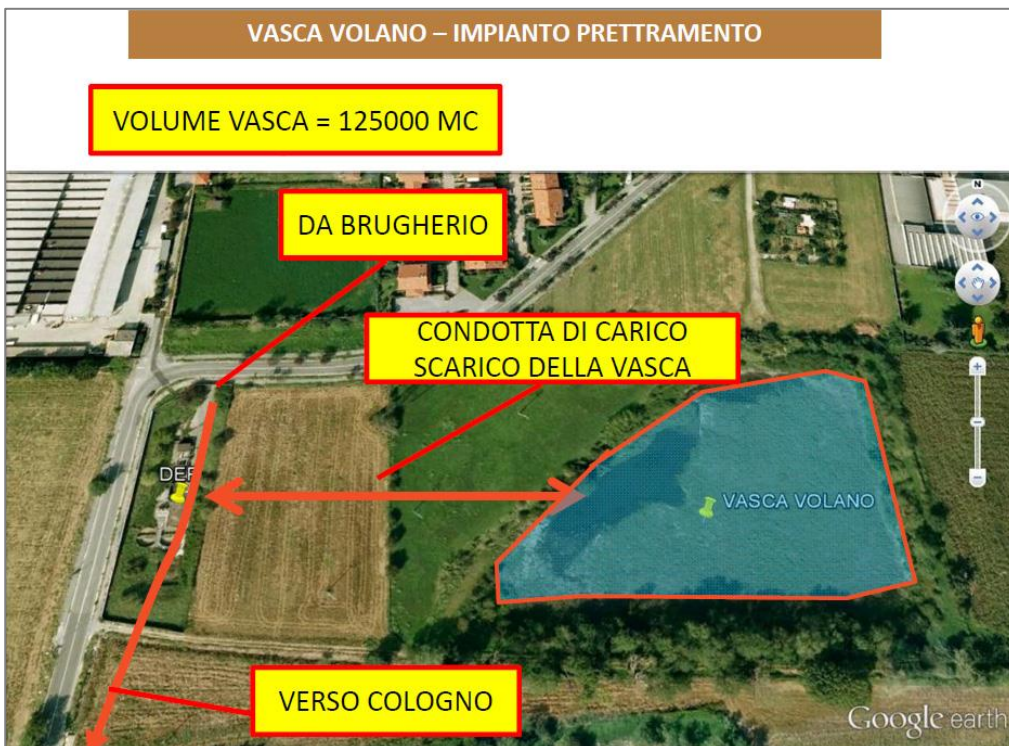 VASCA VOLANO – IMPIANTO PRETTRAMENTO
VOLUME VASCA = 125000 MC
N
DA BRUGHERIO
CONDOTTA DI CARICO
SCARICO DELLA VASCA
DEP
VASCA VOLANO
VERSO COLOGNO
Google earth